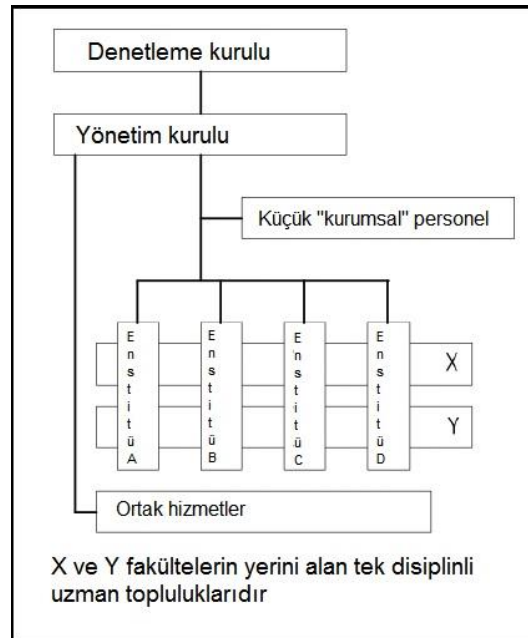 Denetleme kurulu
Yönetim kurulu
Küçük "kurumsal" personel
Enstitü A
Enstitü B
Enstitü C
Enstitü D
X
Y
Ortak hizmetler
X ve Y fakültelerin yerini alan tek disiplinli
uzman topluluklarıdır